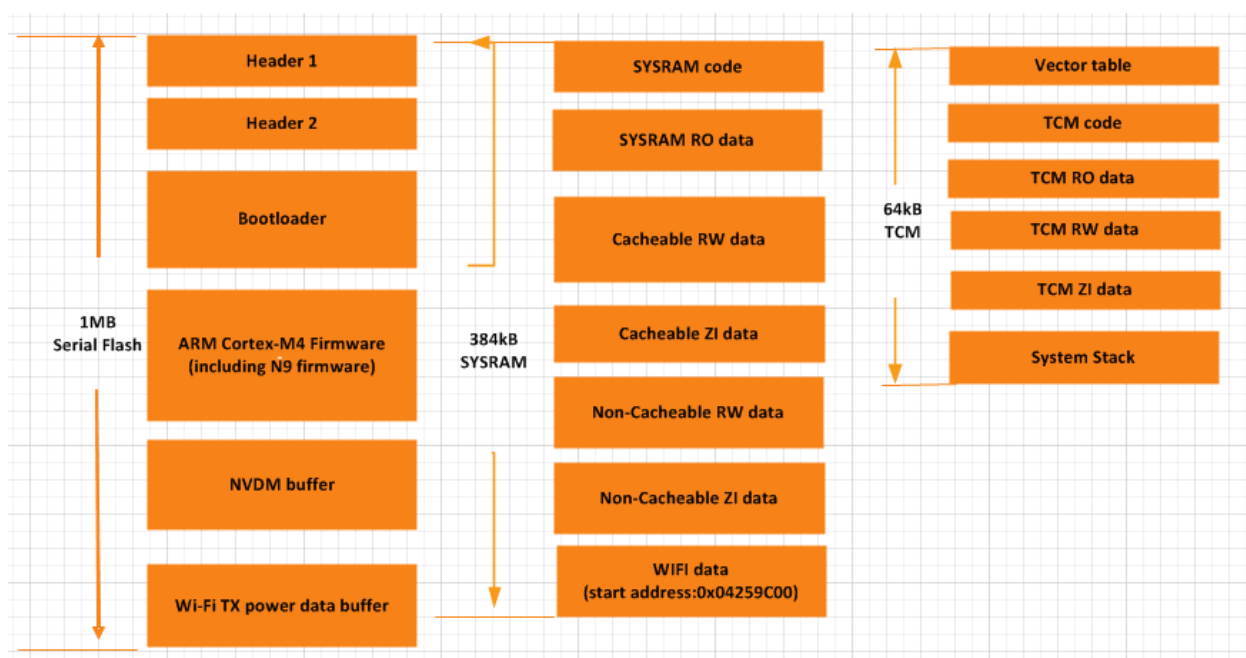 Header 1
Header 2
Bootloader
1MB
Serial Flash
ARM Cortex-M4 Firmware
(including N9 firmware)
NVDM buffer
Wi-Fi TX power data buffer
SYSRAM code
SYSRAM RO data
Cacheable RW data
384kB
SYSRAM
Cacheable ZI data
Non-Cacheable RW data
Non-Cacheable ZI data
WIFI data
(start address:0x04259C00)
Vector table
TCM code
TCM RO data
64kB
TCM
TCM RW data
TCM ZI data
System Stack